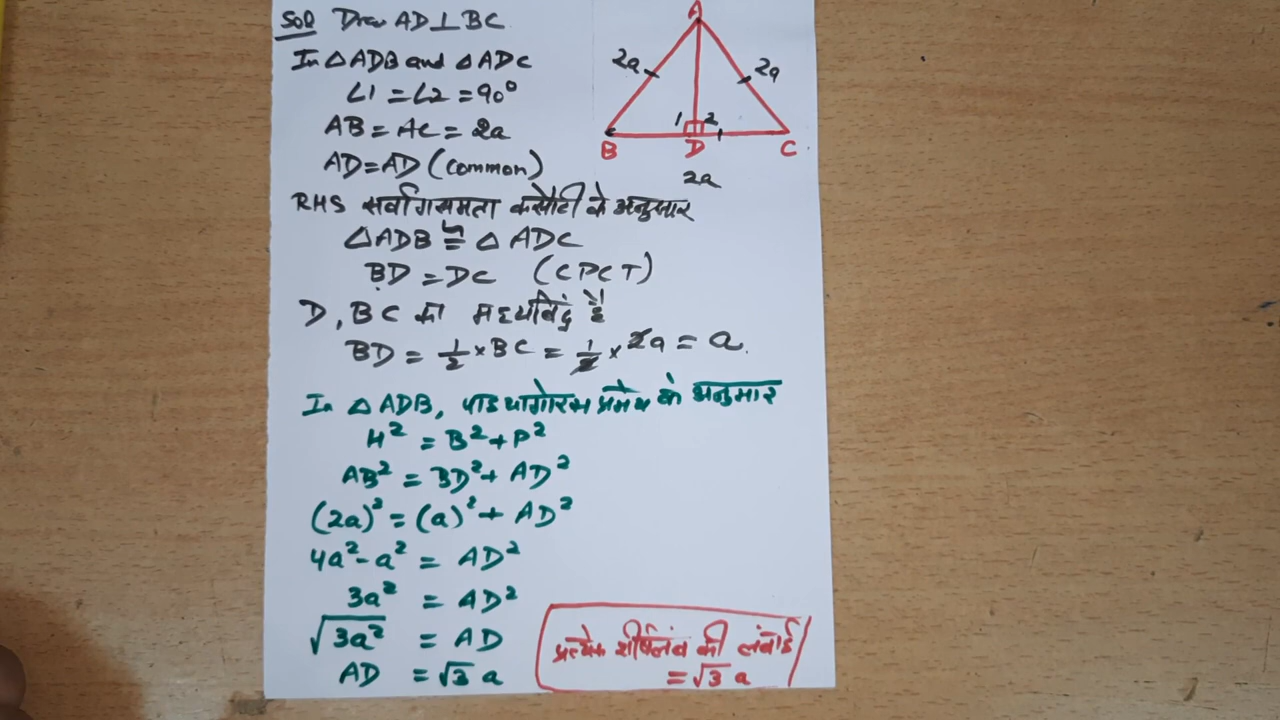 Sol Draw AD⊥BC
In △ADB and △ADC
∠1 = ∠2 = 90°
AB = AC = 2a
AD = AD (common)
RHS सर्वांगसमता कसौटी के अनुसार
△ADB ≅ △ADC
BD = DC (CPCT)
D, BC का मध्यबिंदु है
BD = 1/2 × BC = 1/2 × 2a = a.
In △ADB, पाइथागोरस प्रमेय के अनुसार
H² = B² + P²
AB² = BD² + AD²
(2a)² = (a)² + AD²
4a² - a² = AD²
3a² = AD²
√3a² = AD
AD = √3 a
A
2a 2a
1 2
B D C
2a
प्रत्येक शीर्षलंब की लंबाई
= √3 a